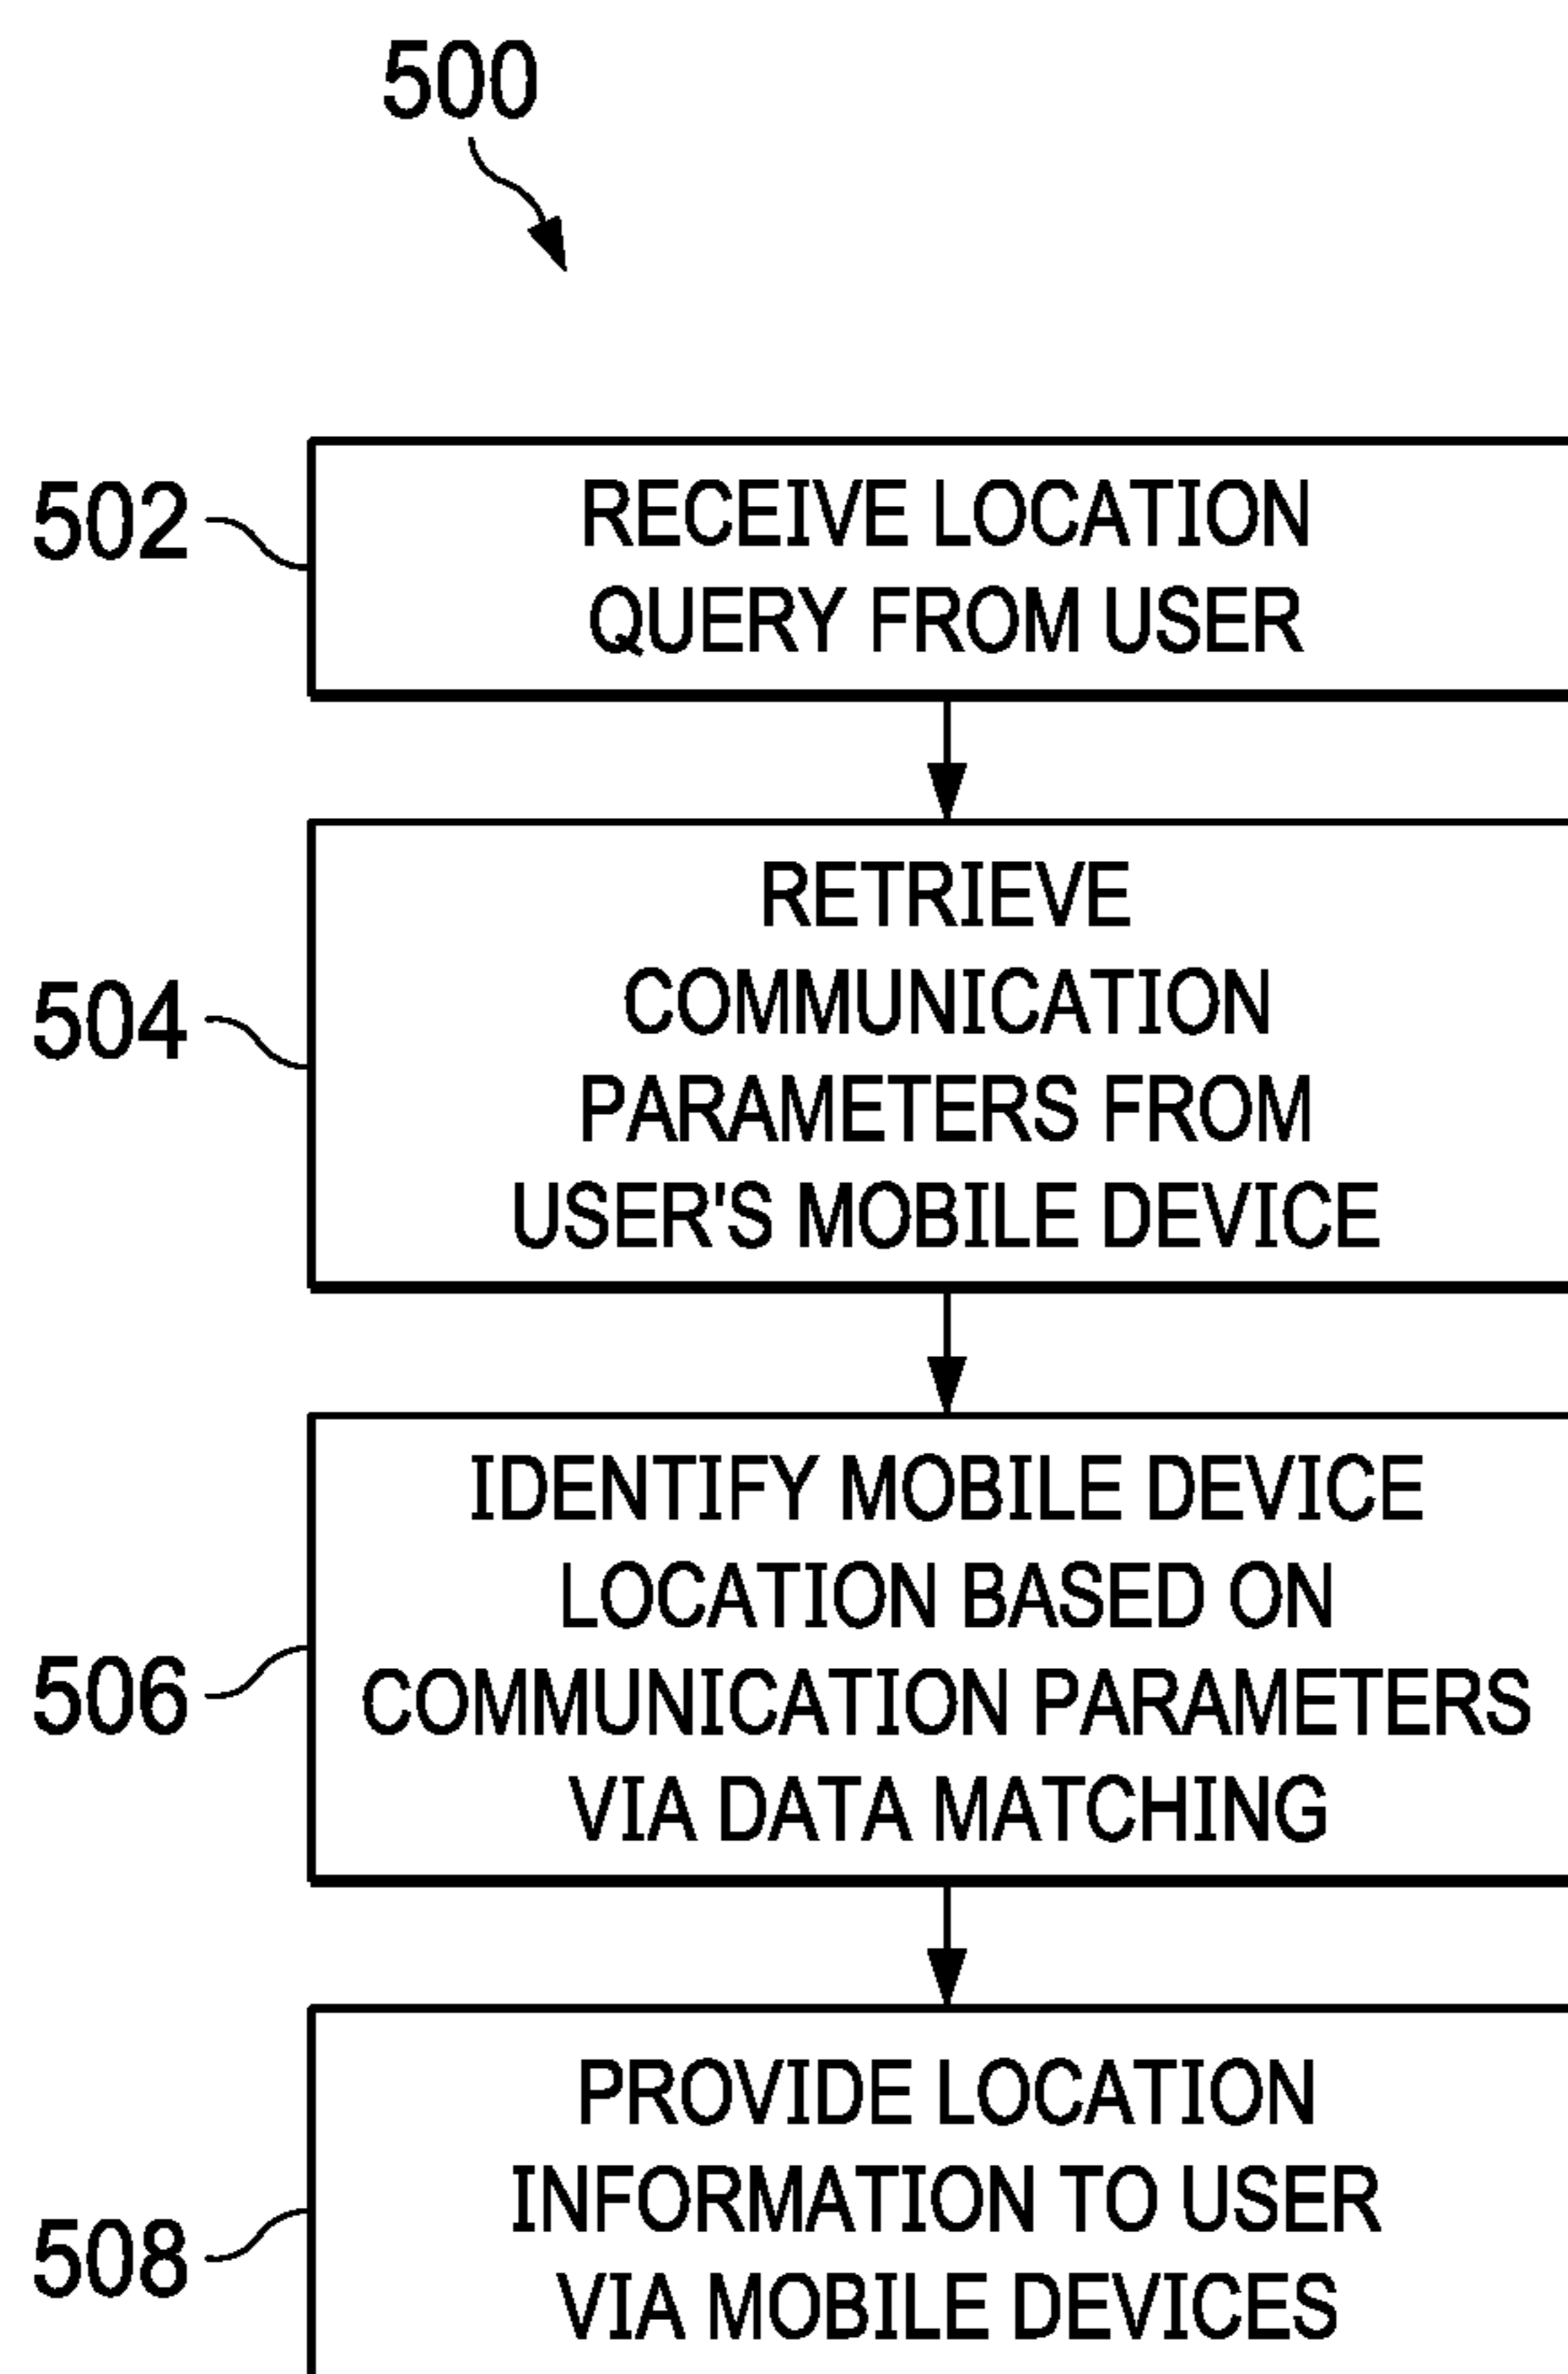 500
502
RECEIVE LOCATION
QUERY FROM USER
504
RETRIEVE
COMMUNICATION
PARAMETERS FROM
USER'S MOBILE DEVICE
506
IDENTIFY MOBILE DEVICE
LOCATION BASED ON
COMMUNICATION PARAMETERS
VIA DATA MATCHING
508
PROVIDE LOCATION
INFORMATION TO USER
VIA MOBILE DEVICES